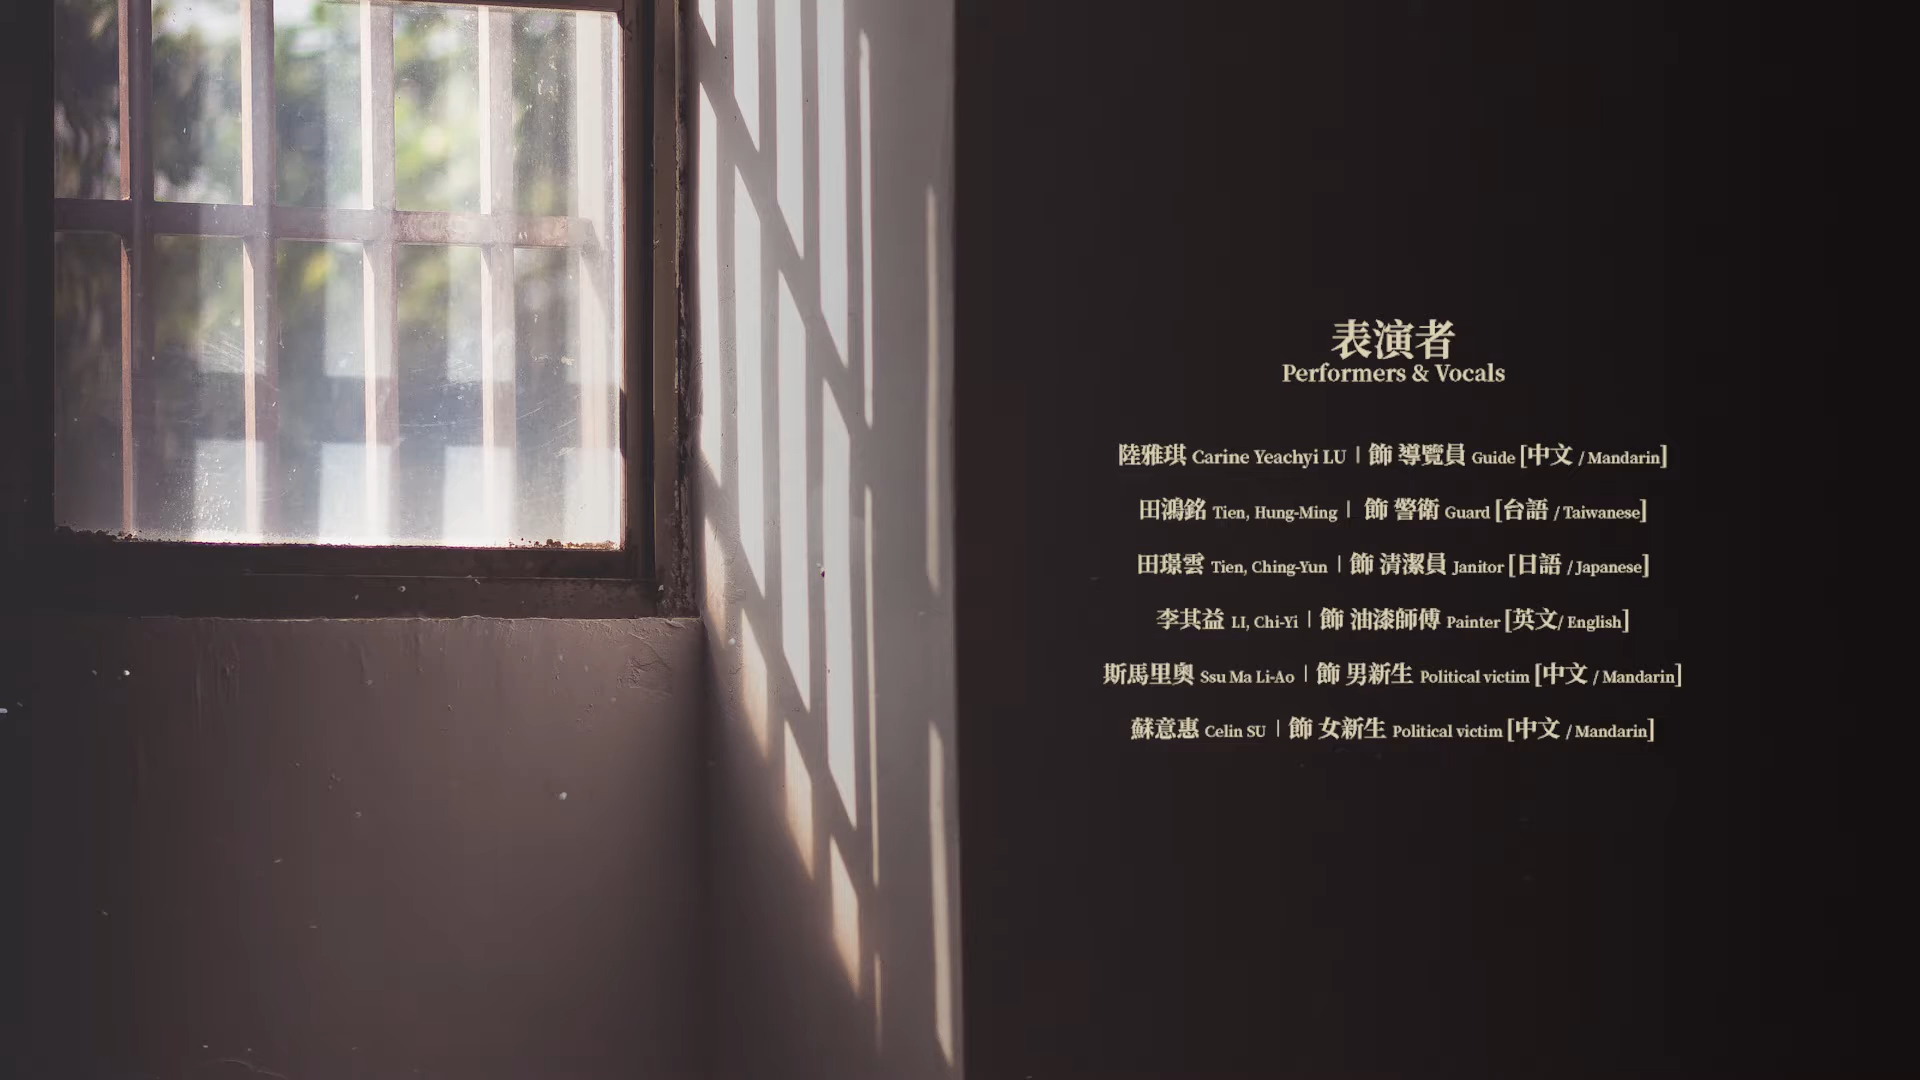 表演者
Performers & Vocals
陸雅琪 Carine Yeachyi LU | 飾 導覽員 Guide [中文 / Mandarin]
田鴻銘 Tien, Hung-Ming | 飾 警衛 Guard [台語 / Taiwanese]
田璟雲 Tien, Ching-Yun | 飾 清潔員 Janitor [日語 / Japanese]
李其益 LI, Chi-Yi | 飾 油漆師傅 Painter [英文/ English]
斯馬里奧 Ssu Ma Li-Ao | 飾 男新生 Political victim [中文 / Mandarin]
蘇意惠 Celin SU | 飾 女新生 Political victim [中文 / Mandarin]